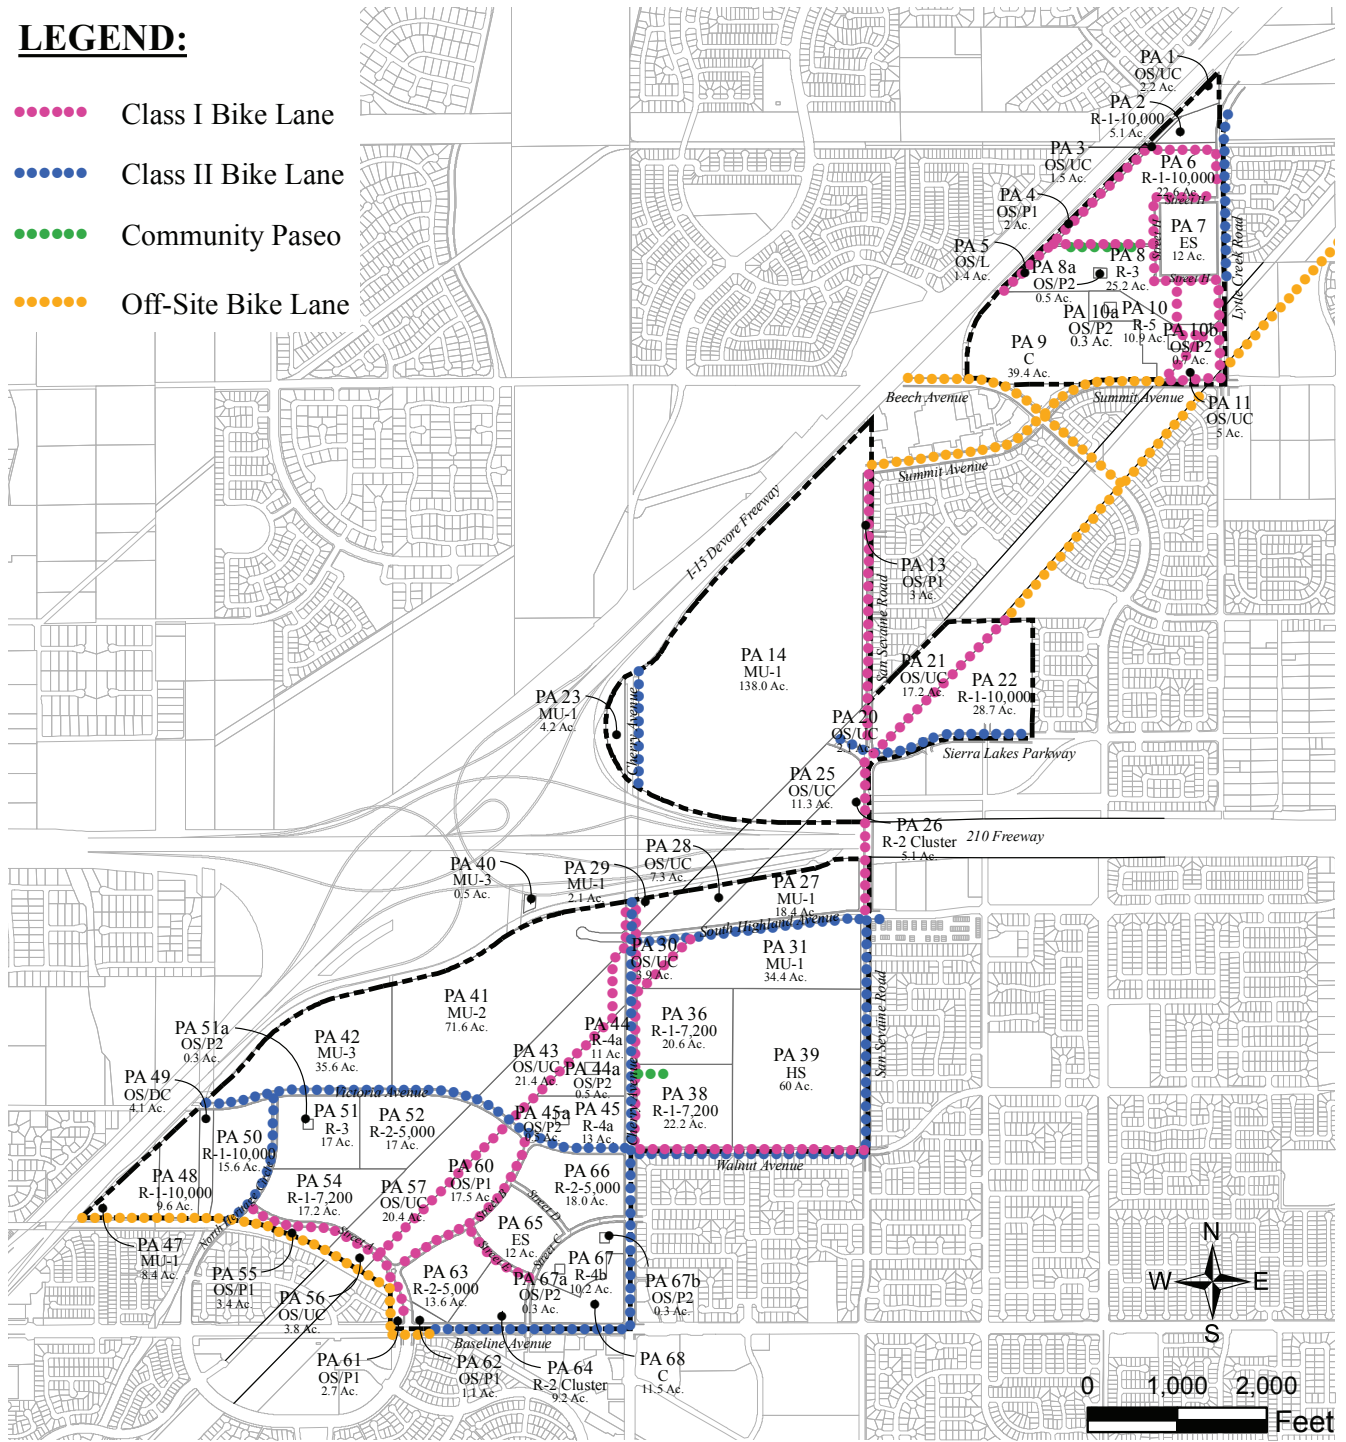 LEGEND:
Class I Bike Lane
Class II Bike Lane
Community Paseo
Off-Site Bike Lane
PA 1
OS/UC
2.2 Ac.
PA 2
R-1-10,000
5.1 Ac.
PA 3
OS/UC
1.5 Ac.
PA 6
R-1-10,000
22.6 Ac.
Street H
PA 4
OS/P1
2 Ac.
PA 7
ES
12 Ac.
Street H
Street H
Lytle Creek Road
PA 5
OS/L
1.4 Ac.
PA 8a
OS/P2
0.5 Ac.
PA 8
R-3
25.2 Ac.
PA 10a
OS/P2
0.3 Ac.
PA 10
R-5
10.9 Ac.
PA 10b
OS/P2
0.7 Ac.
PA 9
C
39.4 Ac.
Beech Avenue
Summit Avenue
PA 11
OS/UC
5 Ac.
Summit Avenue
I-15 Devore Freeway
PA 13
OS/P1
3 Ac.
San Sevaine Road
PA 14
MU-1
138.0 Ac.
PA 21
OS/UC
17.2 Ac.
PA 22
R-1-10,000
28.7 Ac.
PA 23
MU-1
4.2 Ac.
Cherry Avenue
PA 20
OS/UC
2.1 Ac.
Sierra Lakes Parkway
PA 25
OS/UC
11.3 Ac.
PA 26
R-2 Cluster
5.1 Ac.
210 Freeway
PA 28
OS/UC
7.3 Ac.
PA 29
MU-1
2.1 Ac.
PA 40
MU-3
0.5 Ac.
PA 27
MU-1
18.4 Ac.
South Highland Avenue
PA 30
OS/UC
3.9 Ac.
PA 31
MU-1
34.4 Ac.
PA 41
MU-2
71.6 Ac.
PA 36
R-1-7,200
20.6 Ac.
San Sevaine Road
PA 51a
OS/P2
0.3 Ac.
PA 42
MU-3
35.6 Ac.
PA 44
R-4a
11 Ac.
PA 43
OS/UC
21.4 Ac.
PA 44a
OS/P2
0.5 Ac.
PA 39
HS
60 Ac.
PA 49
OS/DC
4.1 Ac.
Victoria Avenue
Cherry Avenue
PA 38
R-1-7,200
22.2 Ac.
PA 51
R-3
17 Ac.
PA 52
R-2-5,000
17 Ac.
PA 45a
OS/P2
0.5 Ac.
PA 45
R-4a
13 Ac.
PA 50
R-1-10,000
15.6 Ac.
Walnut Avenue
PA 48
R-1-10,000
9.6 Ac.
PA 54
R-1-7,200
17.2 Ac.
PA 57
OS/UC
20.4 Ac.
PA 60
OS/P1
17.5 Ac.
PA 66
R-2-5,000
18.0 Ac.
Street D
PA 65
ES
12 Ac.
Street C
Street E
Street A
PA 47
MU-1
8.4 Ac.
PA 55
OS/P1
3.4 Ac.
PA 56
OS/UC
3.8 Ac.
PA 63
R-2-5,000
13.6 Ac.
PA 67a
OS/P2
0.3 Ac.
PA 67
R-4b
10.2 Ac.
PA 67b
OS/P2
0.3 Ac.
Baseline Avenue
PA 61
OS/P1
2.7 Ac.
PA 62
OS/P1
1.1 Ac.
PA 64
R-2 Cluster
9.2 Ac.
PA 68
C
11.5 Ac.
N
W E
S
0 1,000 2,000
Feet